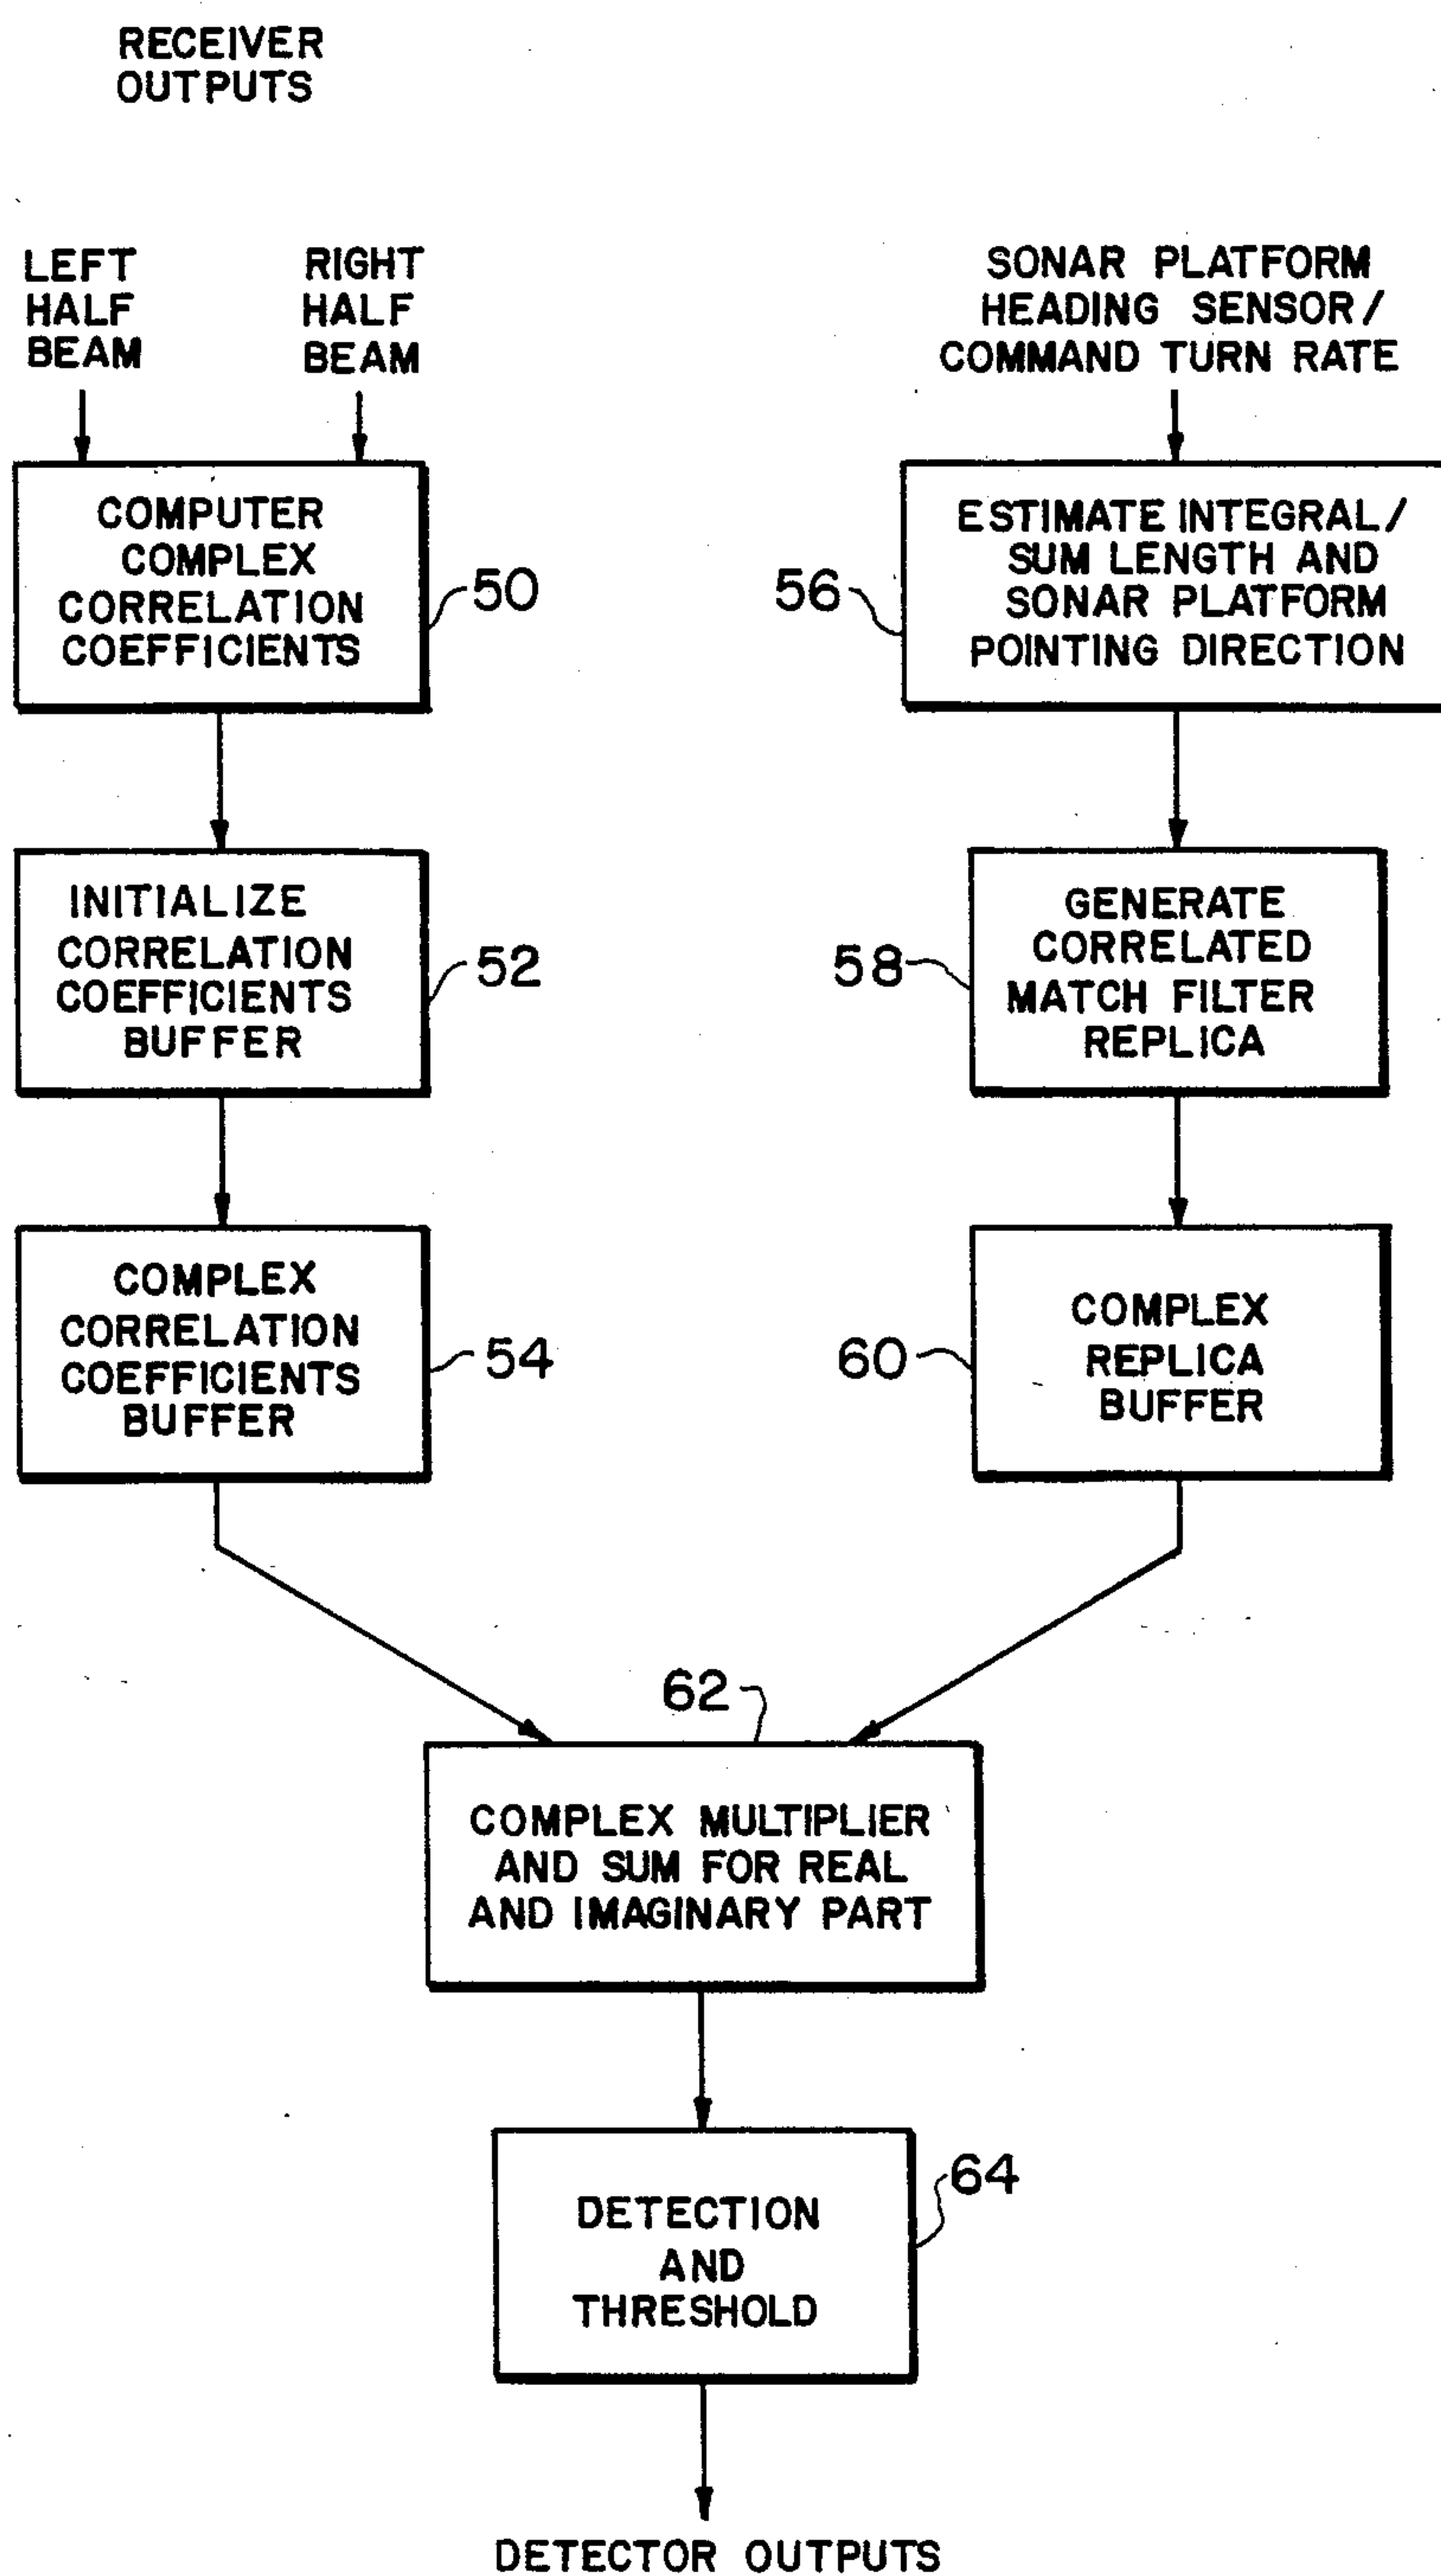 RECEIVER
OUTPUTS
LEFT
HALF
BEAM
RIGHT
HALF
BEAM
SONAR PLATFORM
HEADING SENSOR/
COMMAND TURN RATE
COMPUTER
COMPLEX
CORRELATION
COEFFICIENTS
50
56
ESTIMATE INTEGRAL/
SUM LENGTH AND
SONAR PLATFORM
POINTING DIRECTION
INITIALIZE
CORRELATION
COEFFICIENTS
BUFFER
52
58
GENERATE
CORRELATED
MATCH FILTER
REPLICA
COMPLEX
CORRELATION
COEFFICIENTS
BUFFER
54
60
COMPLEX
REPLICA
BUFFER
62
COMPLEX MULTIPLIER
AND SUM FOR REAL
AND IMAGINARY PART
64
DETECTION
AND
THRESHOLD
DETECTOR OUTPUTS